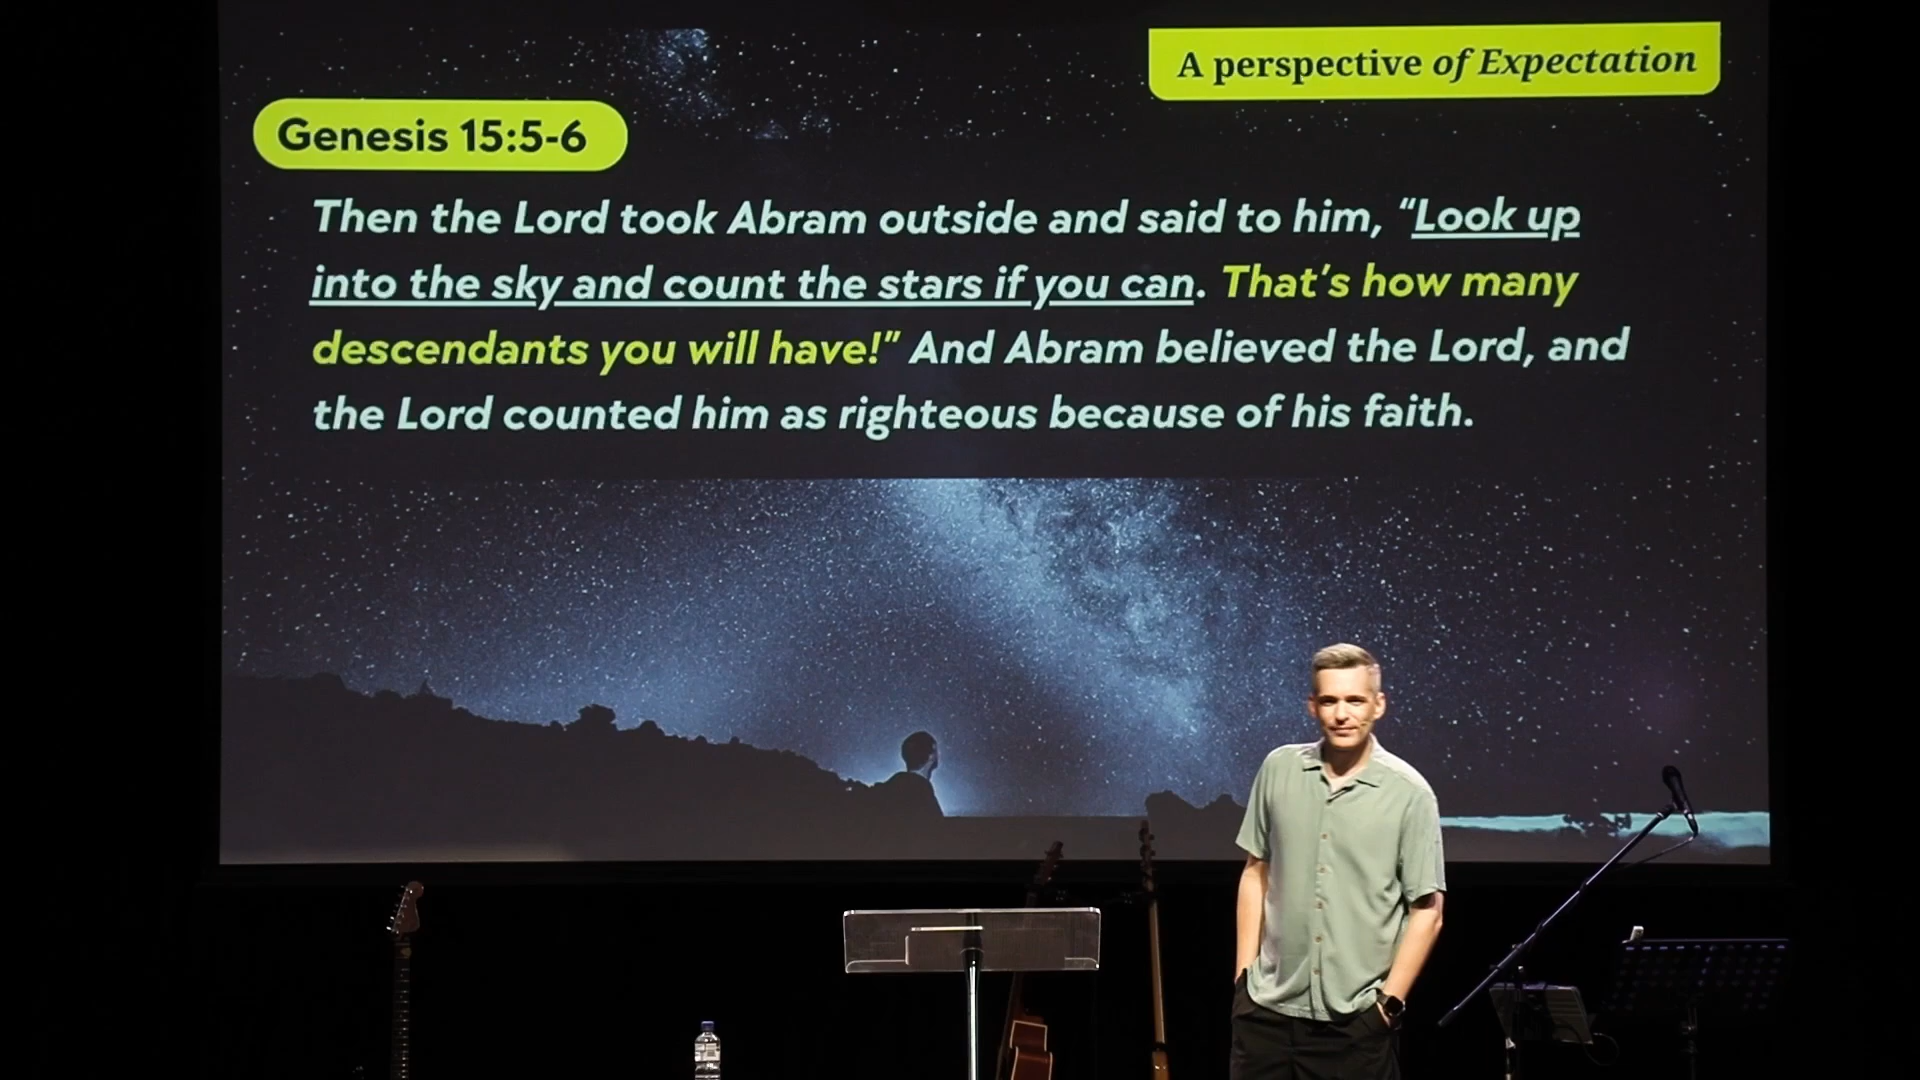 A perspective of Expectation
Genesis 15:5-6
Then the Lord took Abram outside and said to him, “Look up
into the sky and count the stars if you can. That’s how many
descendants you will have!” And Abram believed the Lord, and
the Lord counted him as righteous because of his faith.